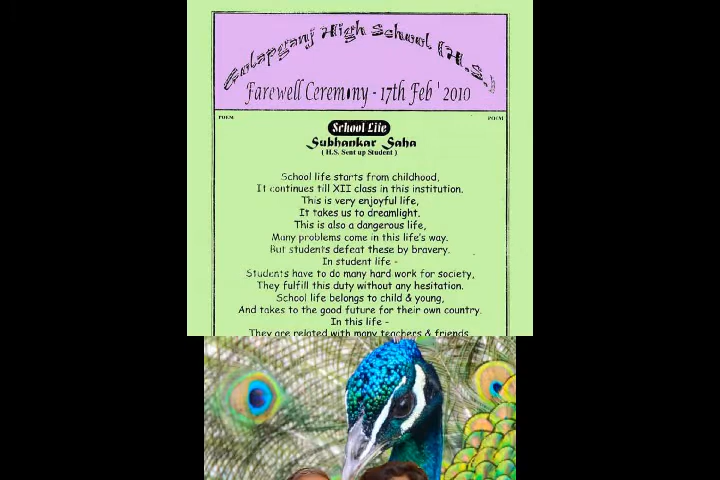 Golapganj High School (H.S.)
Farewell Ceremony - 17th Feb' 2010
POEM POEM
School Life
Subhankar Saha
( H.S. Sent up Student )
School life starts from childhood,
It continues till XII class in this institution.
This is very enjoyful life,
It takes us to dreamlight.
This is also a dangerous life,
Many problems come in this life's way.
But students defeat these by bravery.
In student life -
Students have to do many hard work for society,
They fulfill this duty without any hesitation.
School life belongs to child & young,
And takes to the good future for their own country.
In this life -
They are related with many teachers & friends